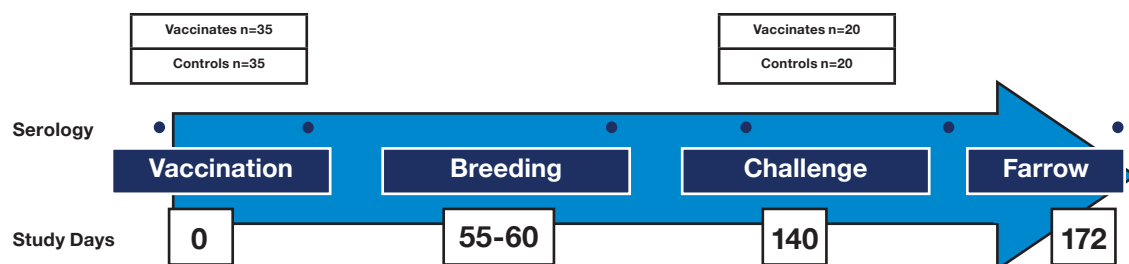 Vaccinates n=35
Controls n=35
Vaccinates n=20
Controls n=20
Serology
Vaccination
Breeding
Challenge
Farrow
Study Days
0
55-60
140
172